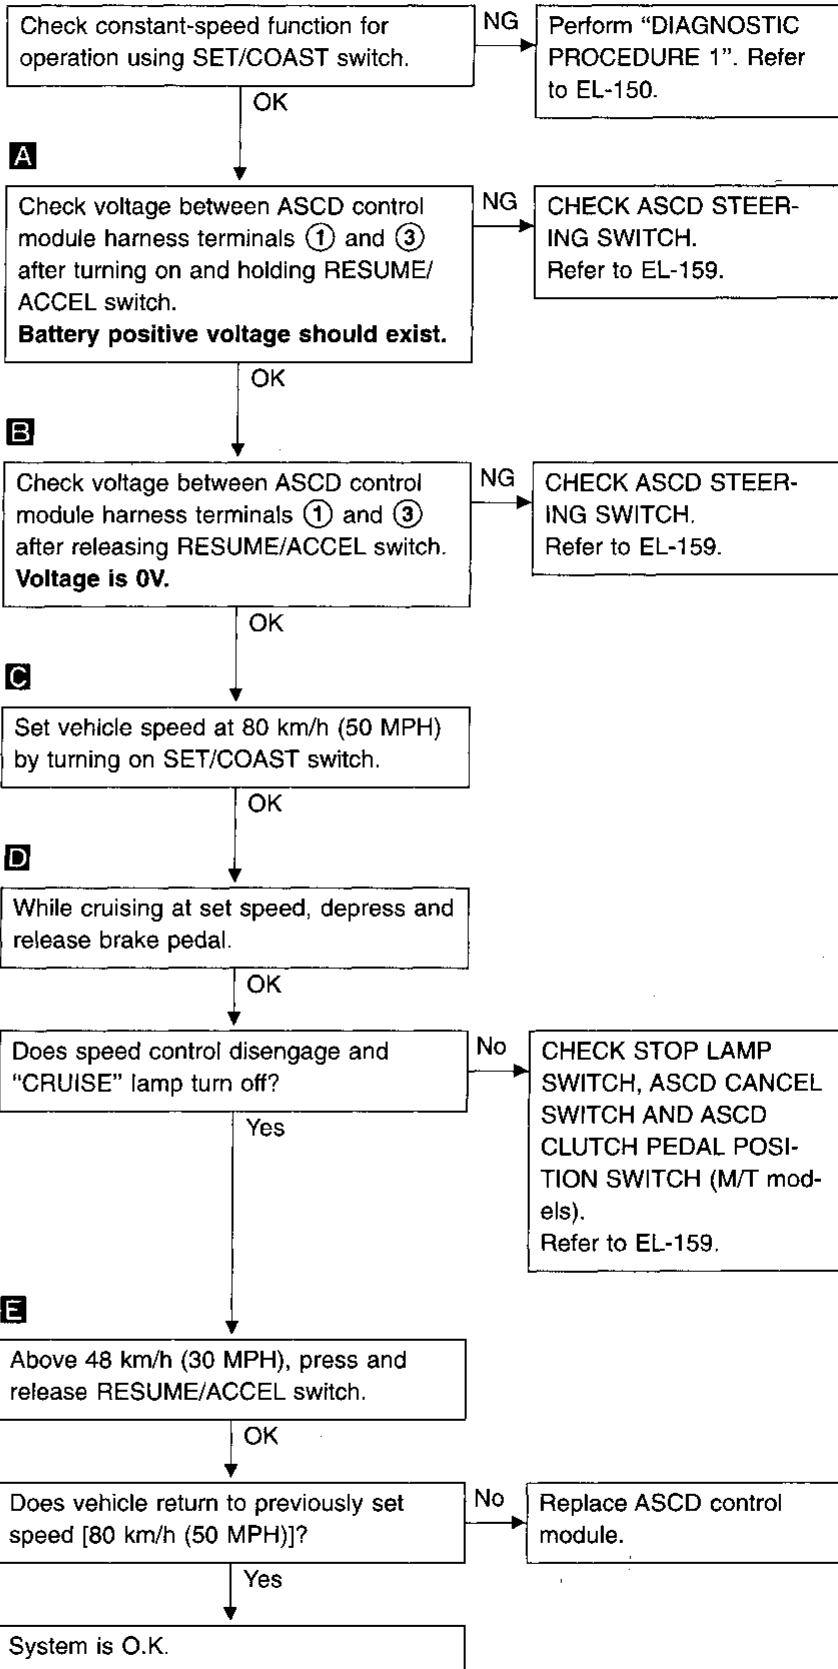 Check constant-speed function for
operation using SET/COAST switch.
NG
Perform “DIAGNOSTIC
PROCEDURE 1”. Refer
to EL-150.
OK
A
Check voltage between ASCD control
module harness terminals ① and ③
after turning on and holding RESUME/
ACCEL switch.
Battery positive voltage should exist.
NG
CHECK ASCD STEER-
ING SWITCH.
Refer to EL-159.
OK
B
Check voltage between ASCD control
module harness terminals ① and ③
after releasing RESUME/ACCEL switch.
Voltage is 0V.
NG
CHECK ASCD STEER-
ING SWITCH.
Refer to EL-159.
OK
C
Set vehicle speed at 80 km/h (50 MPH)
by turning on SET/COAST switch.
OK
D
While cruising at set speed, depress and
release brake pedal.
OK
Does speed control disengage and
“CRUISE” lamp turn off?
No
CHECK STOP LAMP
SWITCH, ASCD CANCEL
SWITCH AND ASCD
CLUTCH PEDAL POSI-
TION SWITCH (M/T mod-
els).
Refer to EL-159.
Yes
E
Above 48 km/h (30 MPH), press and
release RESUME/ACCEL switch.
OK
Does vehicle return to previously set
speed [80 km/h (50 MPH)]?
No
Replace ASCD control
module.
Yes
System is O.K.